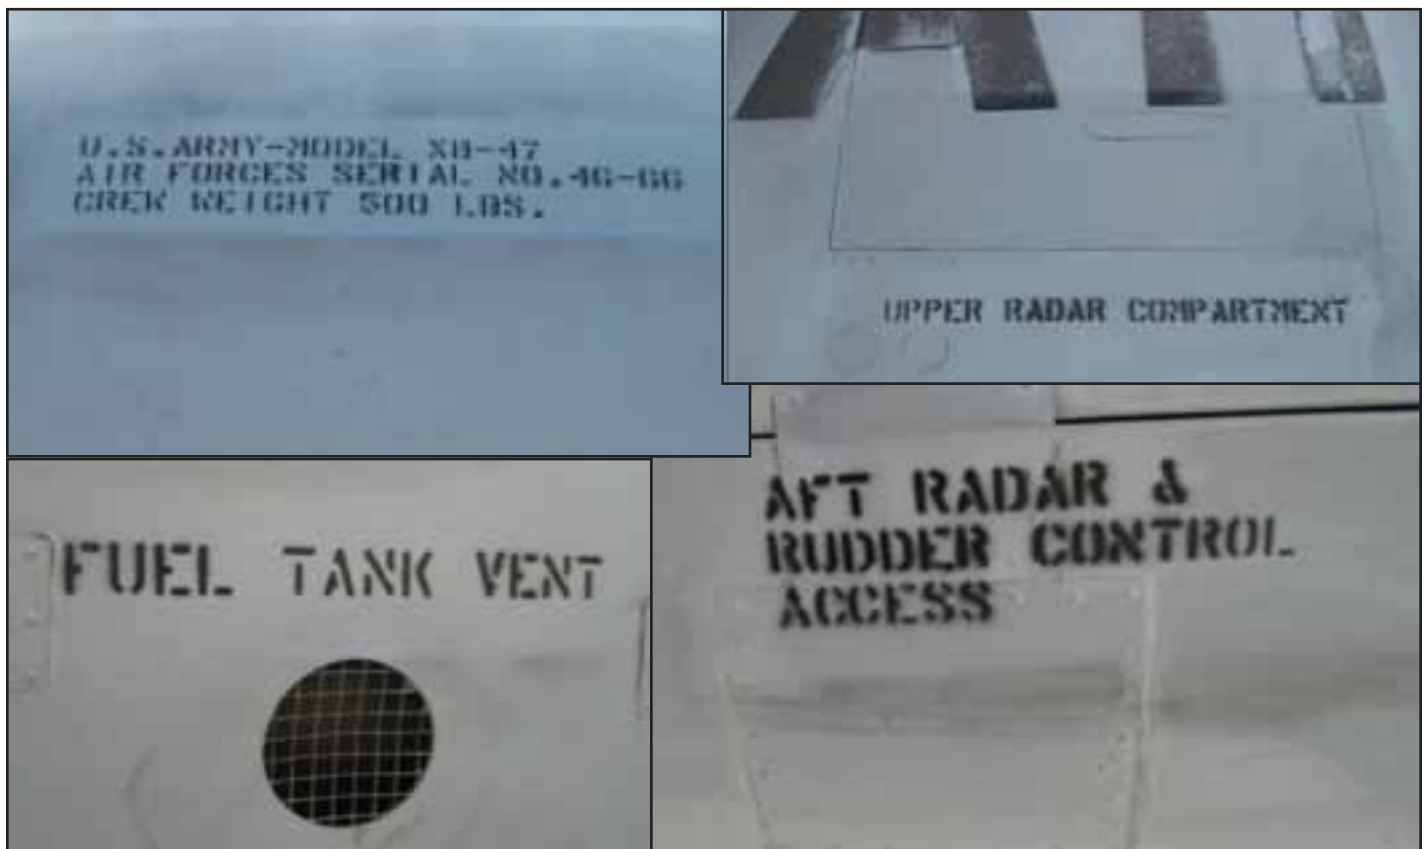 U.S.ARMY-MODEL XB-47
AIR FORCES SERIAL NO.46-66
CREW WEIGHT 500 LBS.
UPPER RADAR COMPARTMENT
FUEL TANK VENT
AFT RADAR &
RUDDER CONTROL
ACCESS